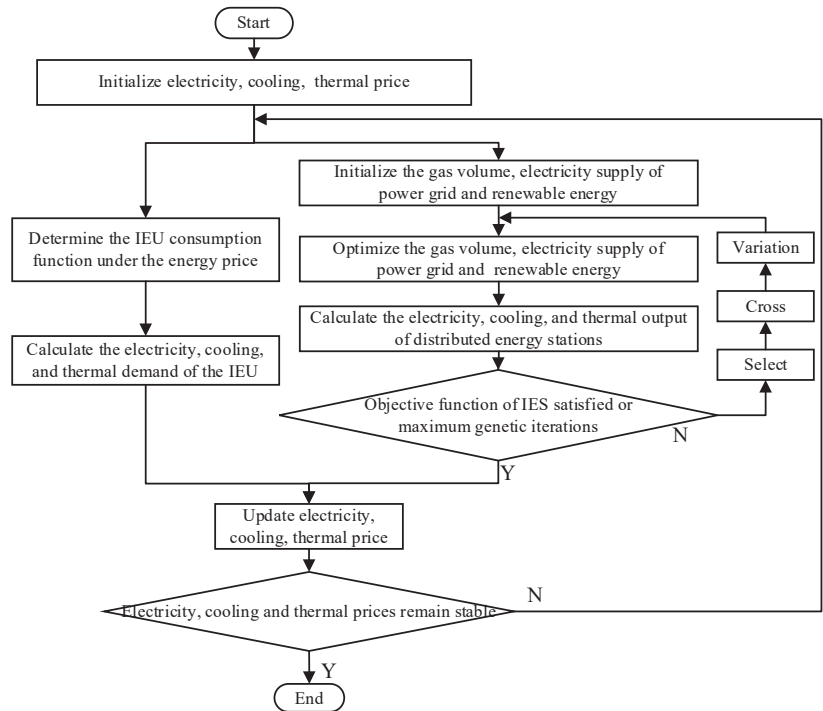 Start
Initialize electricity, cooling, thermal price
Initialize the gas volume, electricity supply of
power grid and renewable energy
Determine the IEU consumption
function under the energy price
Optimize the gas volume, electricity supply of
power grid and renewable energy
Variation
Calculate the electricity, cooling, and thermal output
of distributed energy stations
Cross
Calculate the electricity, cooling,
and thermal demand of the IEU
Select
Objective function of IES satisfied or
maximum genetic iterations
N
Y
Update electricity,
cooling, thermal price
Electricity, cooling and thermal prices remain stable
N
Y
End